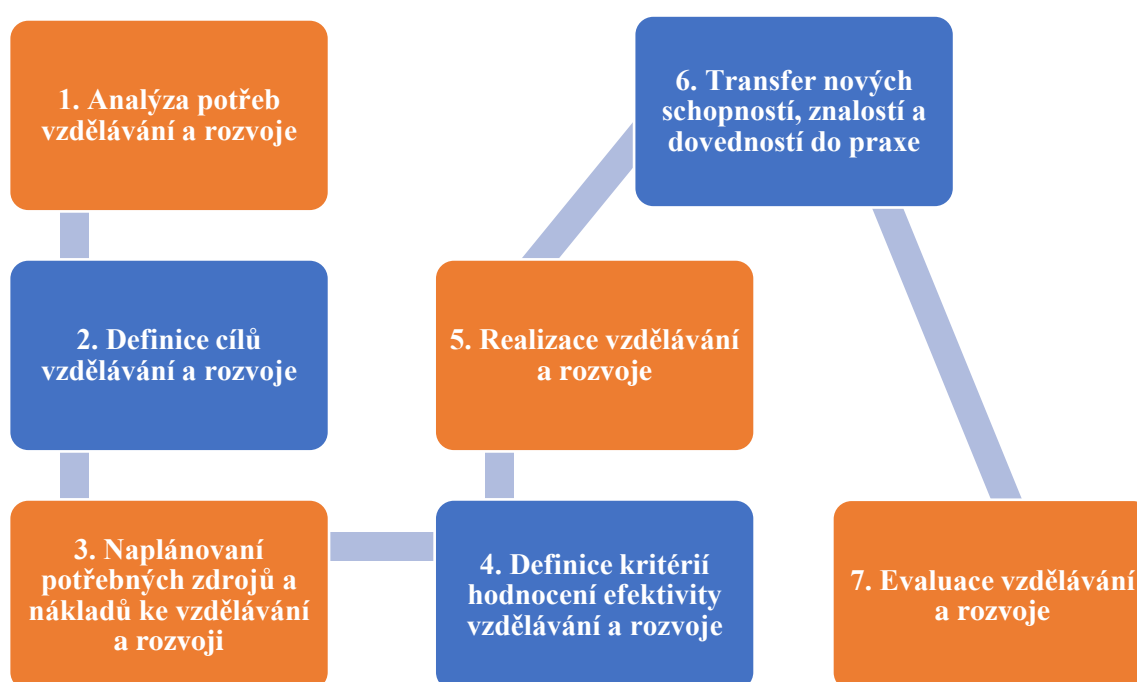 1. Analýza potřeb
vzdělávání a rozvoje
2. Definice cílů
vzdělávání a rozvoje
3. Naplánovaní
potřebných zdrojů a
nákladů ke vzdělávání
a rozvoji
4. Definice kritérií
hodnocení efektivity
vzdělávání a rozvoje
5. Realizace vzdělávání
a rozvoje
6. Transfer nových
schopností, znalostí a
dovedností do praxe
7. Evaluace vzdělávání
a rozvoje